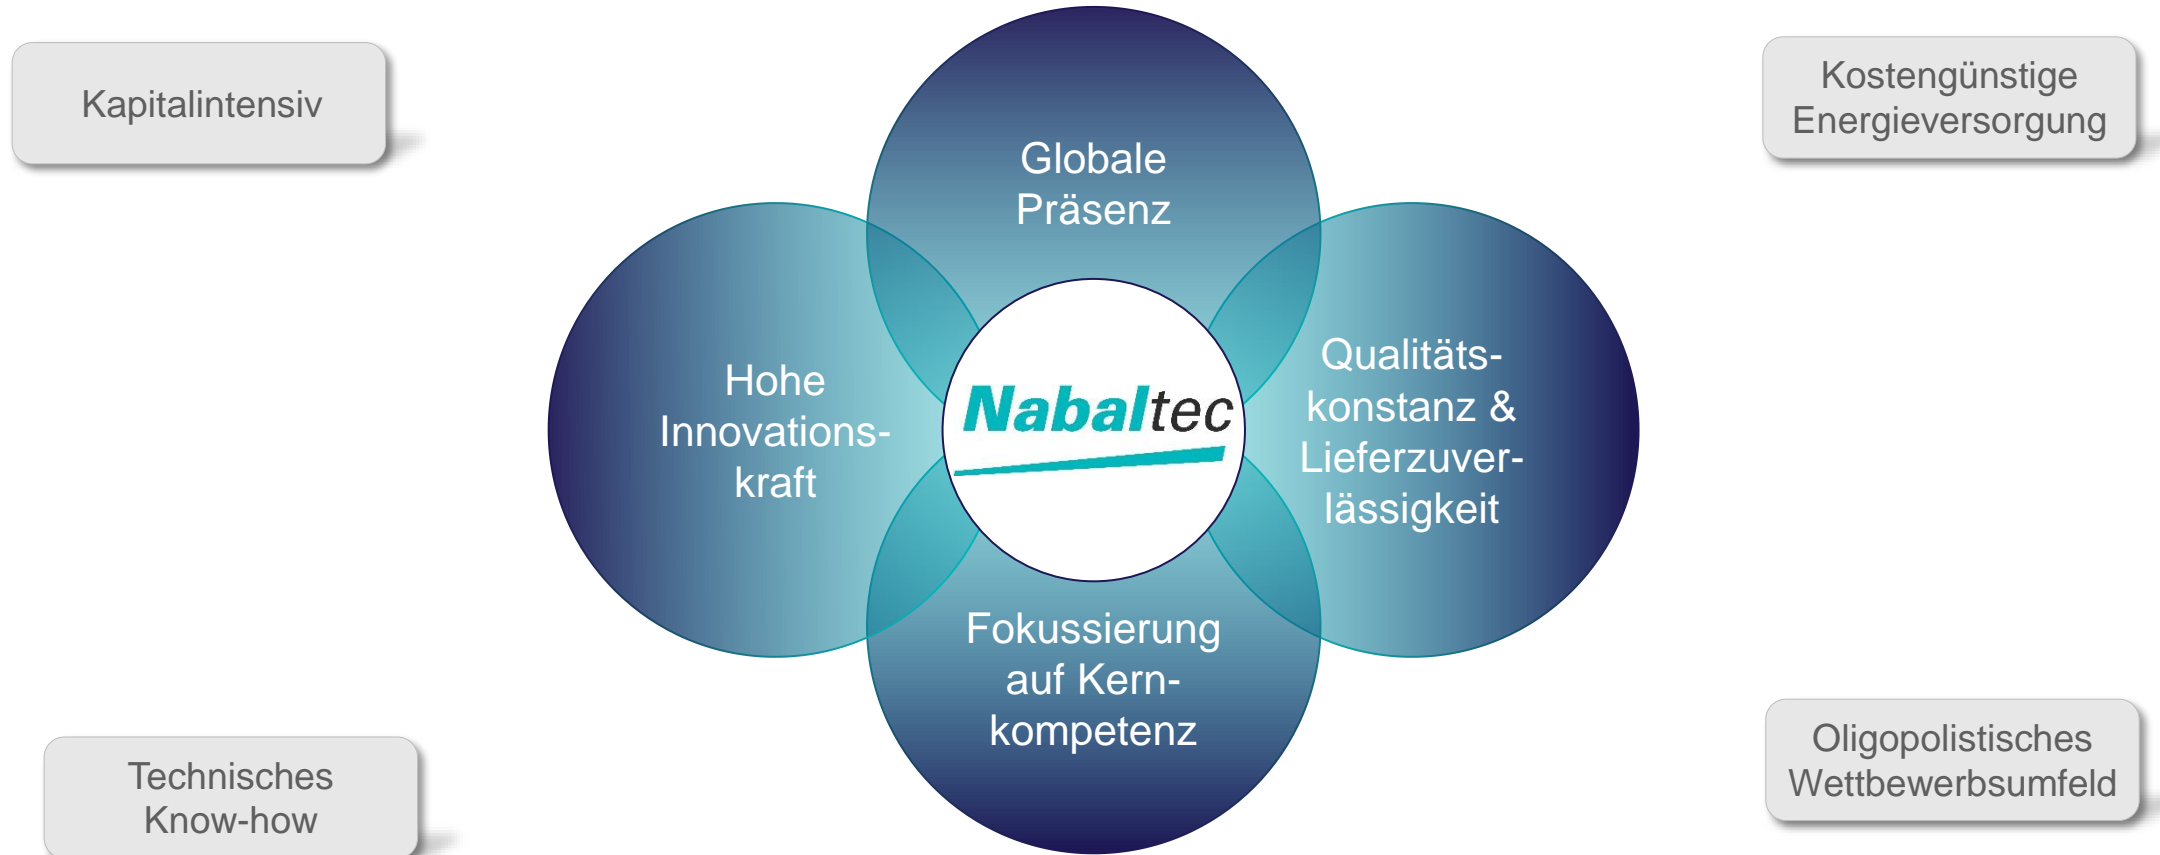 Kapitalintensiv
Kostengünstige
Energieversorgung
Globale
Präsenz
Hohe
Innovations-
kraft
Nabaltec
Qualitäts-
konstanz &
Lieferzuver-
lässigkeit
Fokussierung
auf Kern-
kompetenz
Technisches
Know-how
Oligopolistisches
Wettbewerbsumfeld